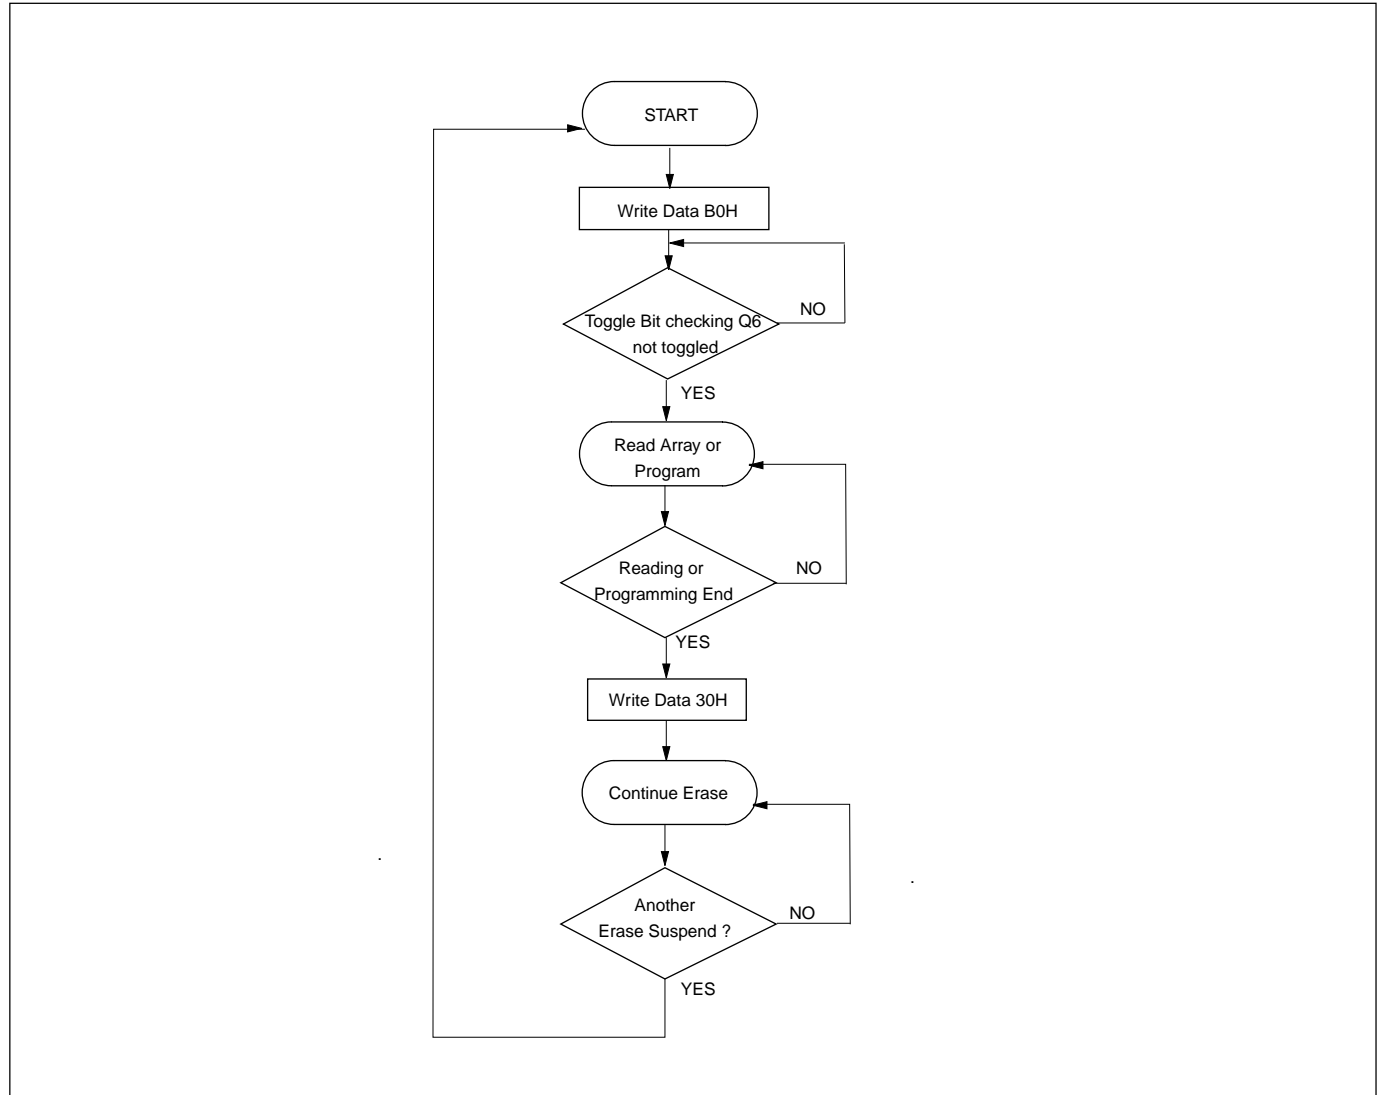 START
Write Data B0H
Toggle Bit checking Q6
not toggled
NO
YES
Read Array or
Program
Reading or
Programming End
NO
YES
Write Data 30H
Continue Erase
Another
Erase Suspend ?
NO
YES